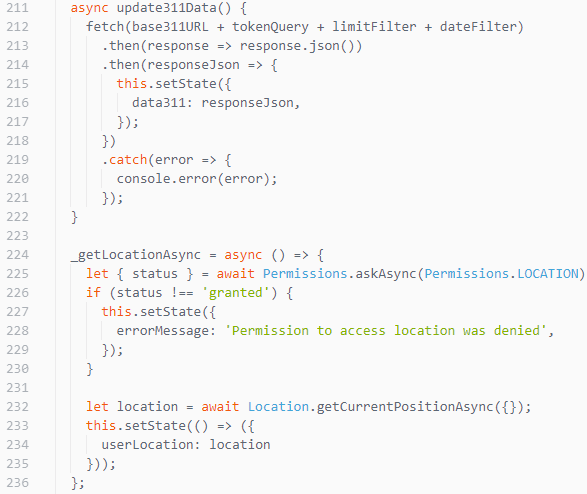 211 async update311Data() {
212 fetch(base311URL + tokenQuery + limitFilter + dateFilter)
213 .then(response => response.json())
214 .then(responseJson => {
215 this.setState({
216 data311: responseJson,
217 });
218 })
219 .catch(error => {
220 console.error(error);
221 });
222 }
223
224 _getLocationAsync = async () => {
225 let { status } = await Permissions.askAsync(Permissions.LOCATION)
226 if (status !== 'granted') {
227 this.setState({
228 errorMessage: 'Permission to access location was denied',
229 });
230 }
231
232 let location = await Location.getCurrentPositionAsync({});
233 this.setState(() => ({
234 userLocation: location
235 }));
236 };